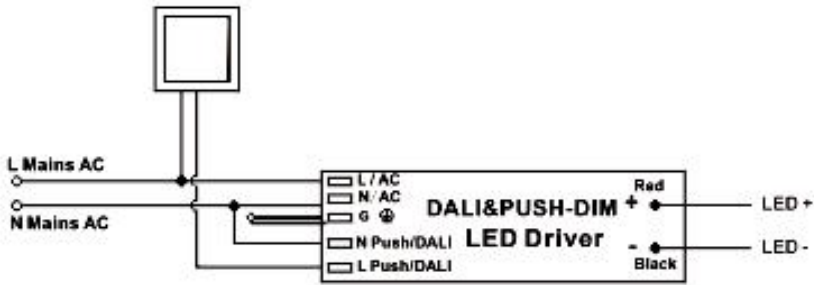 L Mains AC
N Mains AC
L / AC
N/ AC
G
N Push/DALI
L Push/DALI
DALI&PUSH-DIM
LED Driver
Red
+
-
Black
LED +
LED -